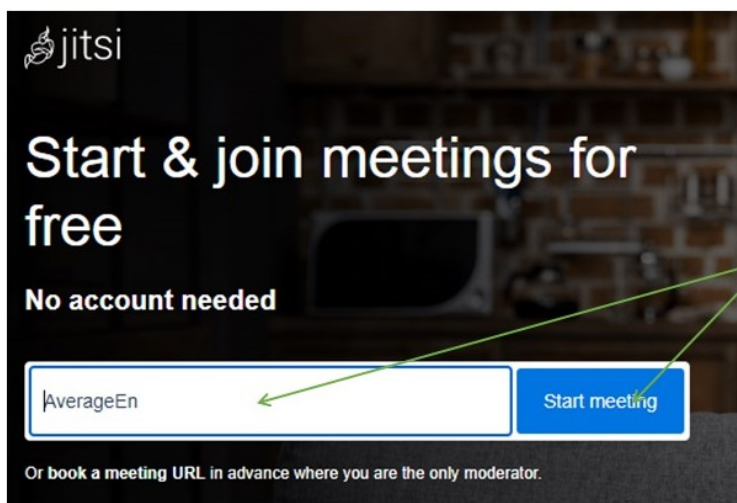 jitsi
Start & join meetings for
free
No account needed
AverageEn
Start meeting
Or book a meeting URL in advance where you are the only moderator.